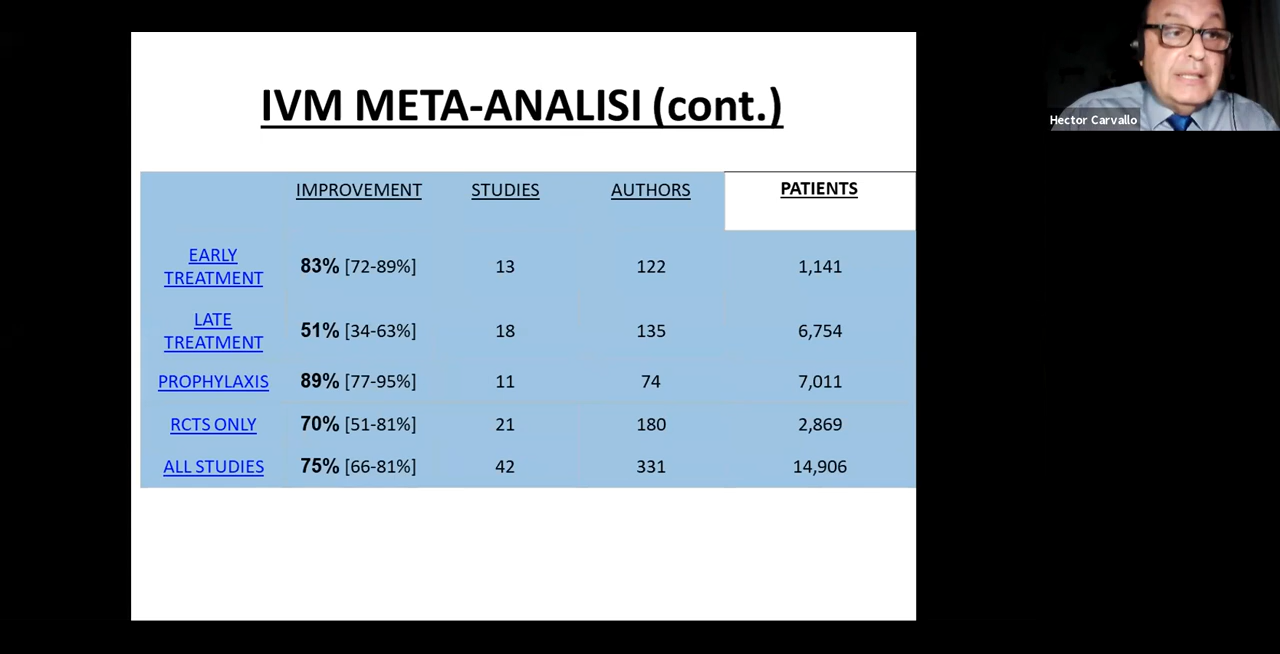 IVM META-ANALISI (cont.)
Hector Carvallo
IMPROVEMENT STUDIES AUTHORS PATIENTS
EARLY
TREATMENT
83% [72-89%] 13 122 1,141
LATE
TREATMENT
51% [34-63%] 18 135 6,754
PROPHYLAXIS 89% [77-95%] 11 74 7,011
RCTS ONLY 70% [51-81%] 21 180 2,869
ALL STUDIES 75% [66-81%] 42 331 14,906